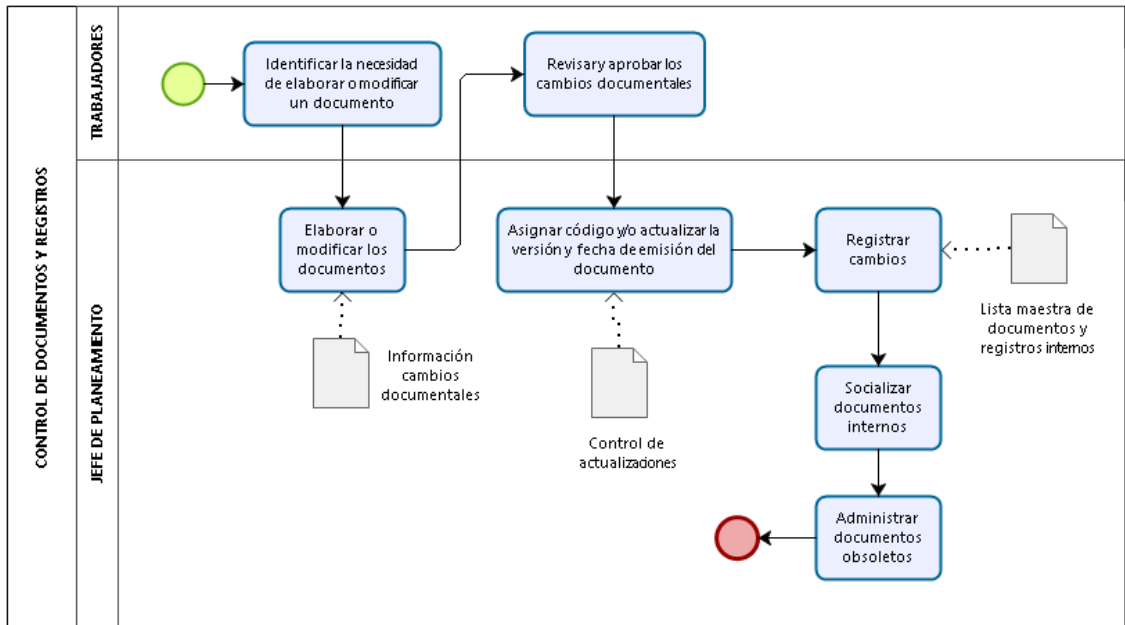 CONTROL DE DOCUMENTOS Y REGISTROS
TRABAJADORES
Identificar la necesidad
de elaborar o modificar
un documento
Revisar y aprobar los
cambios documentales
JEFE DE PLANEAMIENTO
Elaborar o
modificar los
documentos
Asignar código y/o actualizar la
versión y fecha de emisión del
documento
Registrar
cambios
Lista maestra de
documentos y
registros internos
Información
cambios
documentales
Control de
actualizaciones
Socializar
documentos
internos
Administrar
documentos
obsoletos